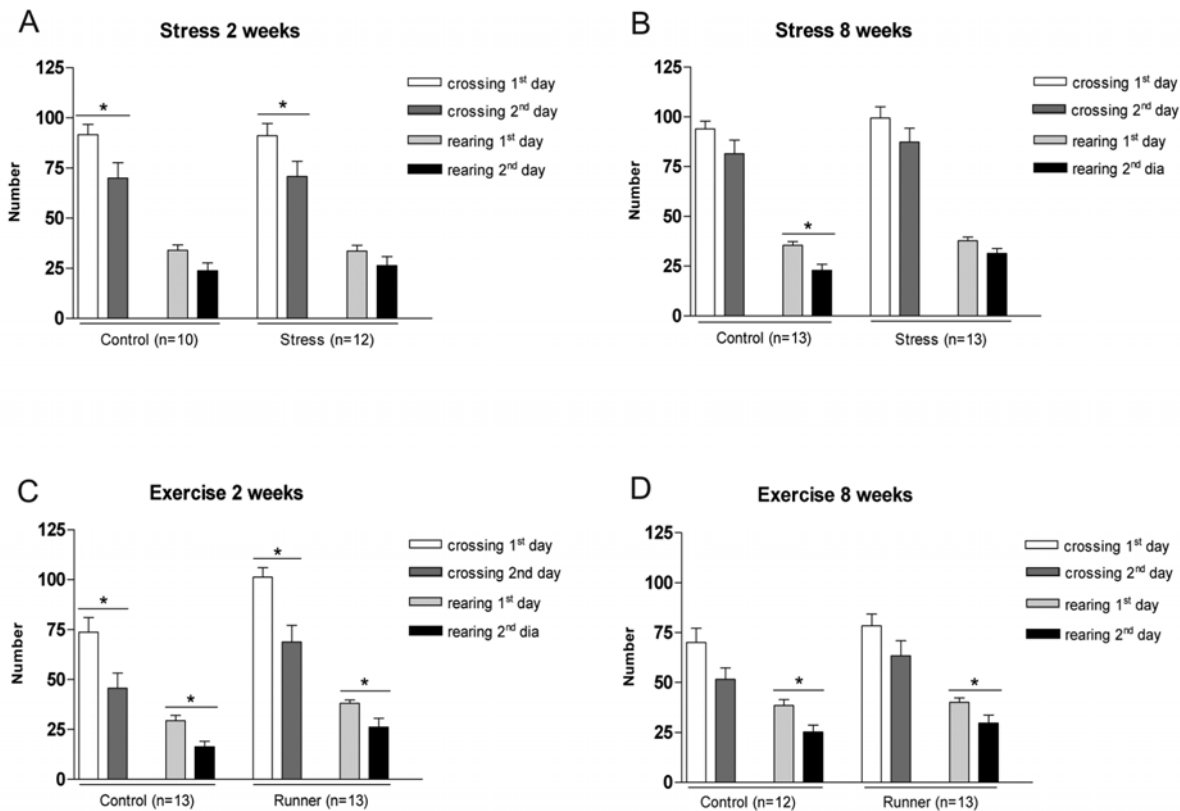 A
Stress 2 weeks
125
100
75
50
25
0
Number
*
*
crossing 1st day
crossing 2nd day
rearing 1st day
rearing 2nd day
Control (n=10)
Stress (n=12)
B
Stress 8 weeks
125
100
75
50
25
0
Number
*
crossing 1st day
crossing 2nd day
rearing 1st day
rearing 2nd dia
Control (n=13)
Stress (n=13)
C
Exercise 2 weeks
125
100
75
50
25
0
Number
*
*
*
*
crossing 1st day
crossing 2nd day
rearing 1st day
rearing 2nd dia
Control (n=13)
Runner (n=13)
D
Exercise 8 weeks
125
100
75
50
25
0
Number
*
*
crossing 1st day
crossing 2nd day
rearing 1st day
rearing 2nd day
Control (n=12)
Runner (n=13)